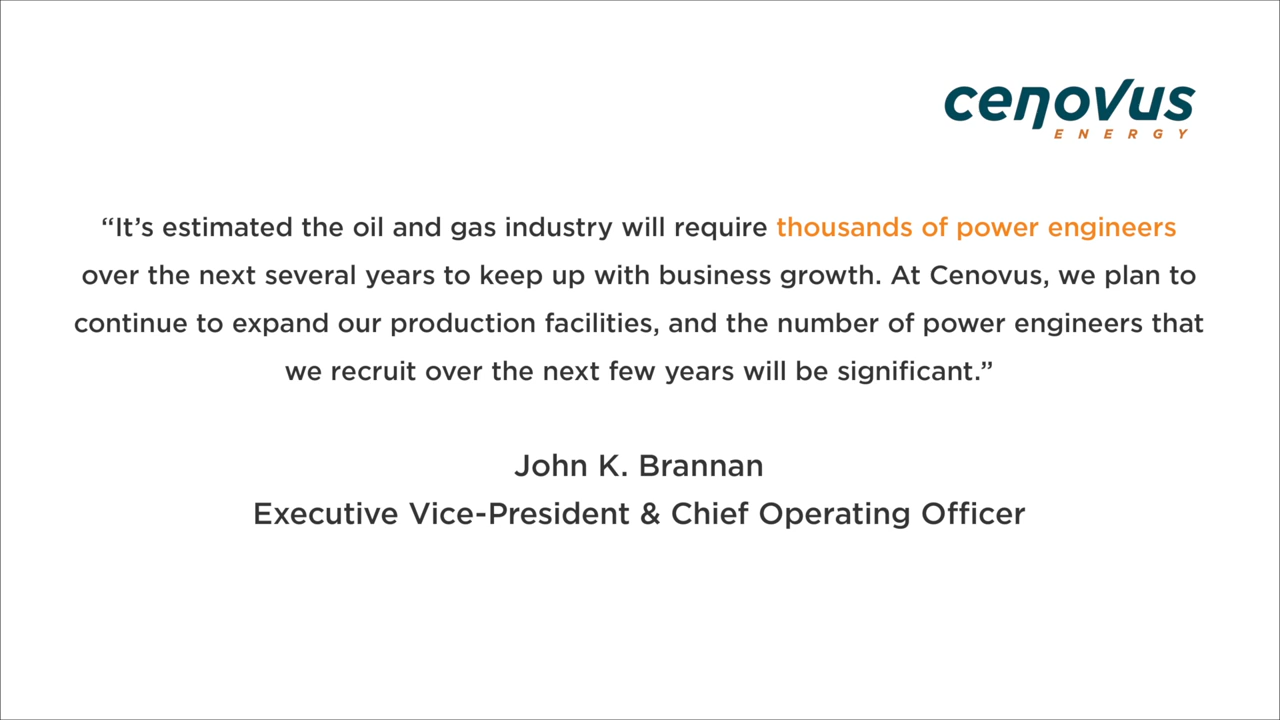 cenovus
ENERGY
“It’s estimated the oil and gas industry will require thousands of power engineers
over the next several years to keep up with business growth. At Cenovus, we plan to
continue to expand our production facilities, and the number of power engineers that
we recruit over the next few years will be significant.”
John K. Brannan
Executive Vice-President & Chief Operating Officer